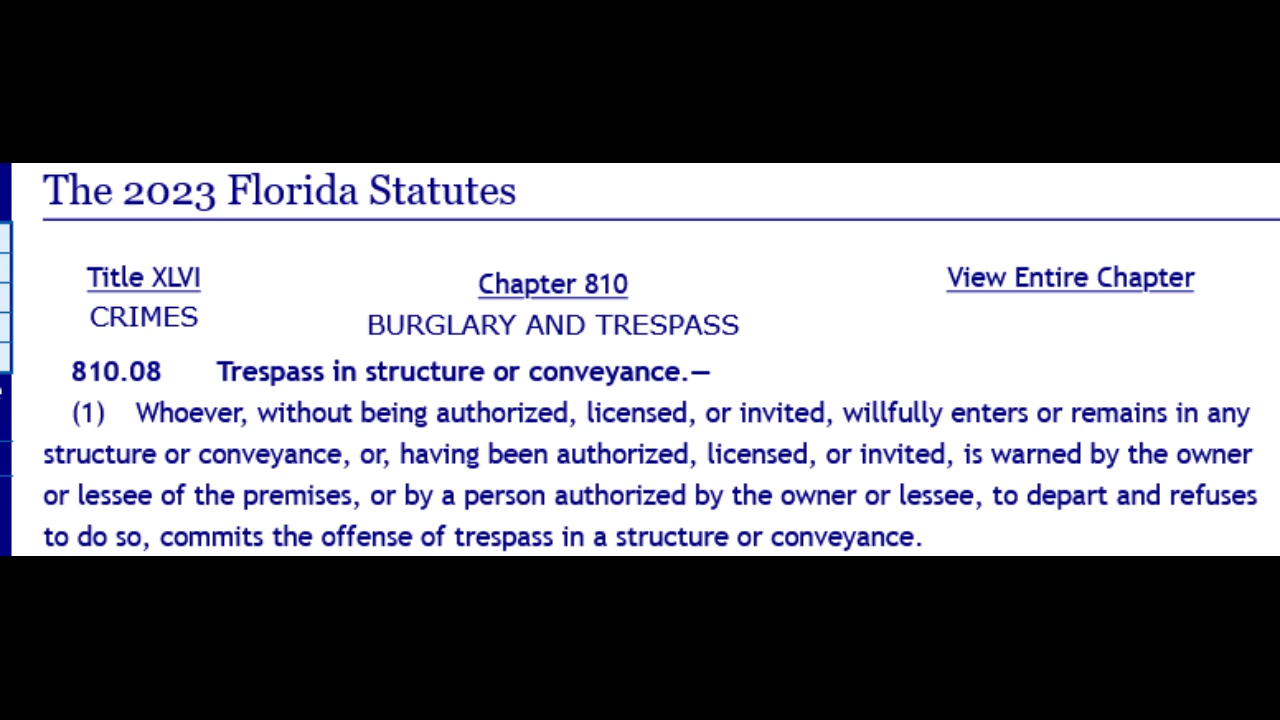 The 2023 Florida Statutes
Title XLVI
Chapter 810
View Entire Chapter
CRIMES
BURGLARY AND TRESPASS
810.08 Trespass in structure or conveyance.—
(1) Whoever, without being authorized, licensed, or invited, willfully enters or remains in any
structure or conveyance, or, having been authorized, licensed, or invited, is warned by the owner
or lessee of the premises, or by a person authorized by the owner or lessee, to depart and refuses
to do so, commits the offense of trespass in a structure or conveyance.